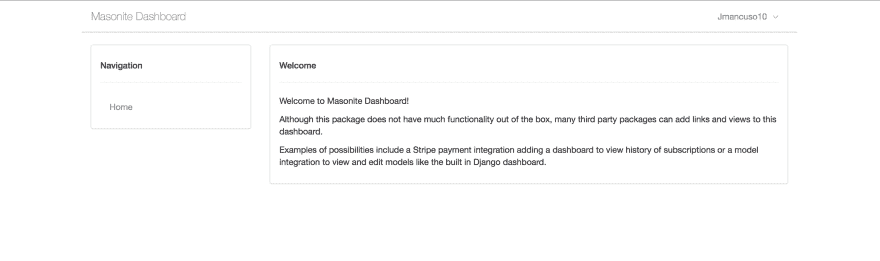 Masonite Dashboard
Jmancuso10
Navigation
Home
Welcome
Welcome to Masonite Dashboard!
Although this package does not have much functionality out of the box, many third party packages can add links and views to this
dashboard.
Examples of possibilities include a Stripe payment integration adding a dashboard to view history of subscriptions or a model
integration to view and edit models like the built in Django dashboard.